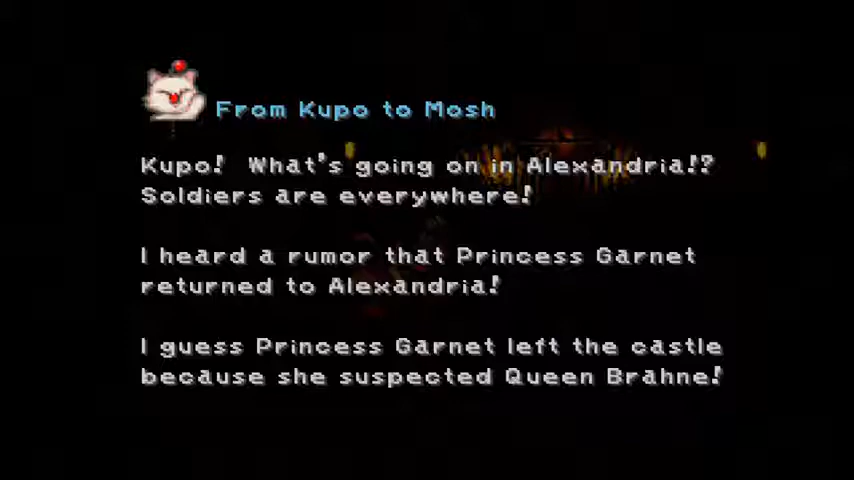 From Kupo to Mosh
Kupo! What's going on in Alexandria!?
Soldiers are everywhere!
I heard a rumor that Princess Garnet
returned to Alexandria!
I guess Princess Garnet left the castle
because she suspected Queen Brahne!